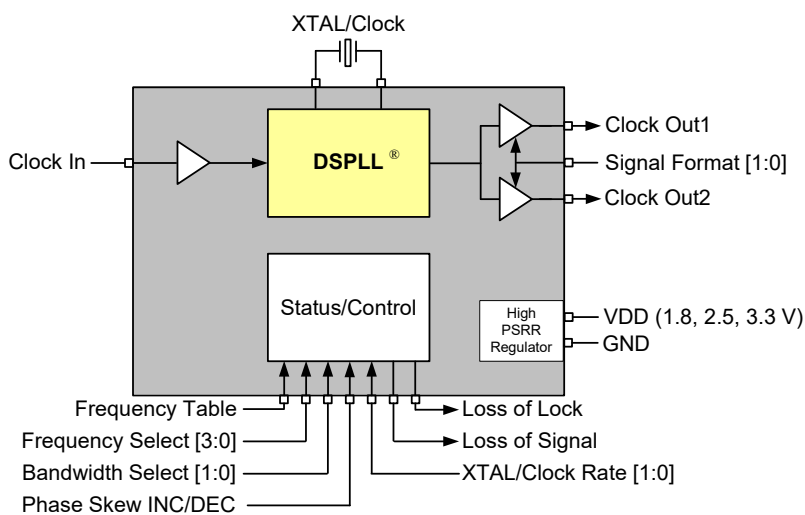 XTAL/Clock
Clock In
DSPLL ®
Clock Out1
Signal Format [1:0]
Clock Out2
Status/Control
High
PSRR
Regulator
VDD (1.8, 2.5, 3.3 V)
GND
Frequency Table
Loss of Lock
Frequency Select [3:0]
Loss of Signal
Bandwidth Select [1:0]
XTAL/Clock Rate [1:0]
Phase Skew INC/DEC